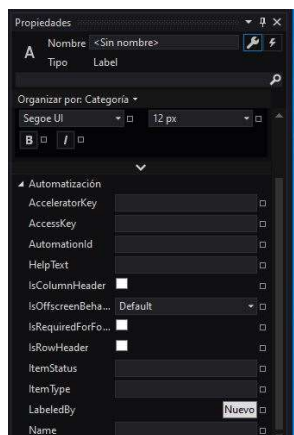 Propiedades
A
Nombre <Sin nombre>
Tipo Label
Organizar por: Categoría
Segoe UI 12 px
B I
Automatización
AcceleratorKey
AccessKey
AutomationId
HelpText
IsColumnHeader
IsOffscreenBeha... Default
IsRequiredForFo...
IsRowHeader
ItemStatus
ItemType
LabeledBy Nuevo
Name